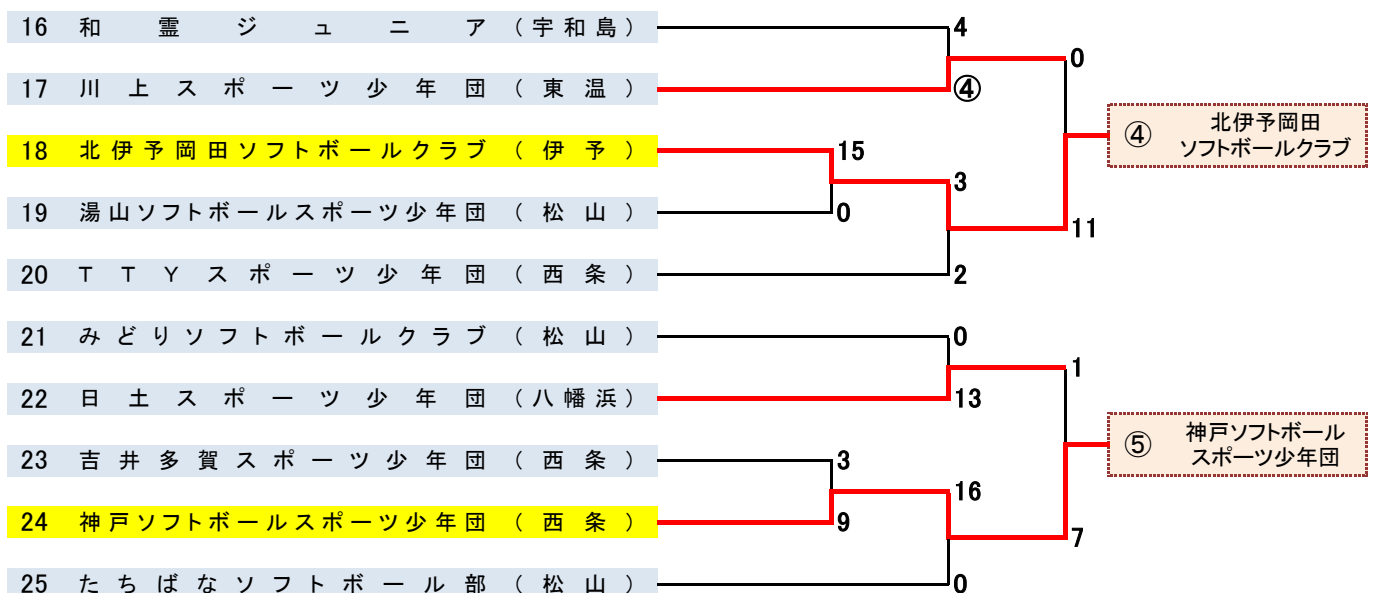 16 和霊ジュニア（宇和島）
4
0
17 川上スポーツ少年団（東温）
④
④ 北伊予岡田
ソフトボールクラブ
18 北伊予岡田ソフトボールクラブ（伊予）
15
3
19 湯山ソフトボールスポーツ少年団（松山）
0
11
20 ＴＴＹスポーツ少年団（西条）
2
21 みどりソフトボールクラブ（松山）
0
1
22 日土スポーツ少年団（八幡浜）
13
⑤ 神戸ソフトボール
スポーツ少年団
23 吉井多賀スポーツ少年団（西条）
3
16
24 神戸ソフトボールスポーツ少年団（西条）
9
7
25 たちばなソフトボール部（松山）
0